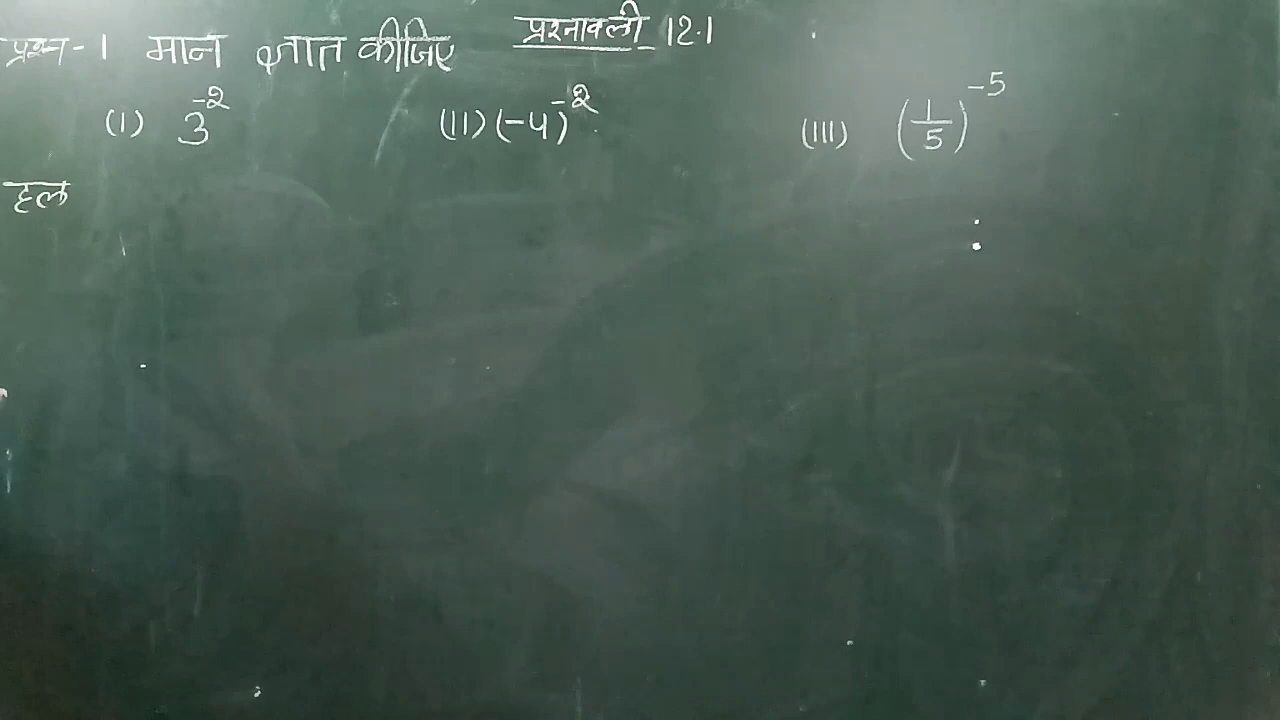 प्रश्नावली 12.1
प्रश्न-1 मान ज्ञात कीजिए
(I) 3^-2 (II) (-4)^-2 (III) (1/5)^-5
हल